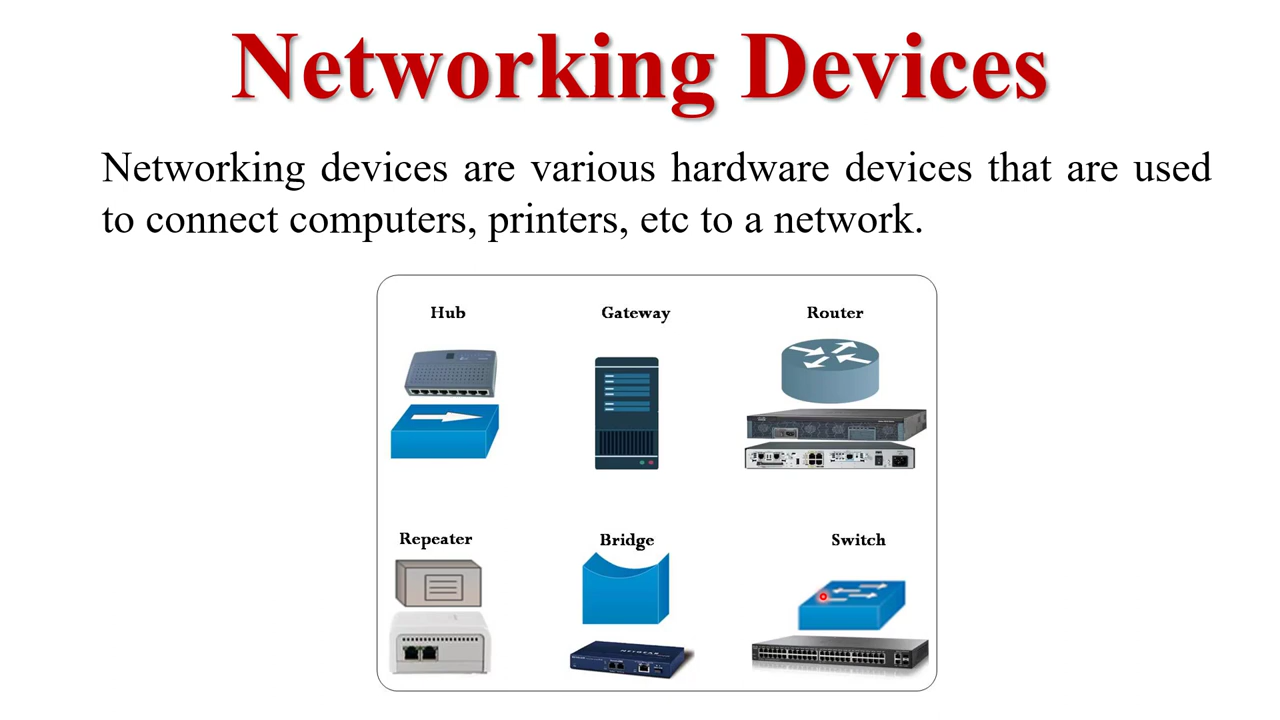 Networking Devices
Networking devices are various hardware devices that are used
to connect computers, printers, etc to a network.
Hub Gateway Router
Repeater Bridge Switch
NETGEAR